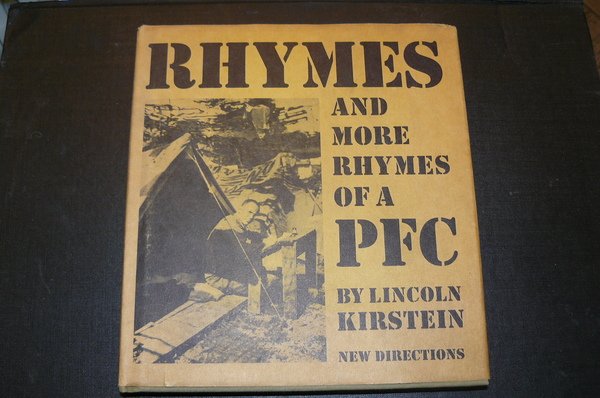 RHYMES
AND
MORE
RHYMES
OF A
PFC
BY LINCOLN
KIRSTEIN
NEW DIRECTIONS